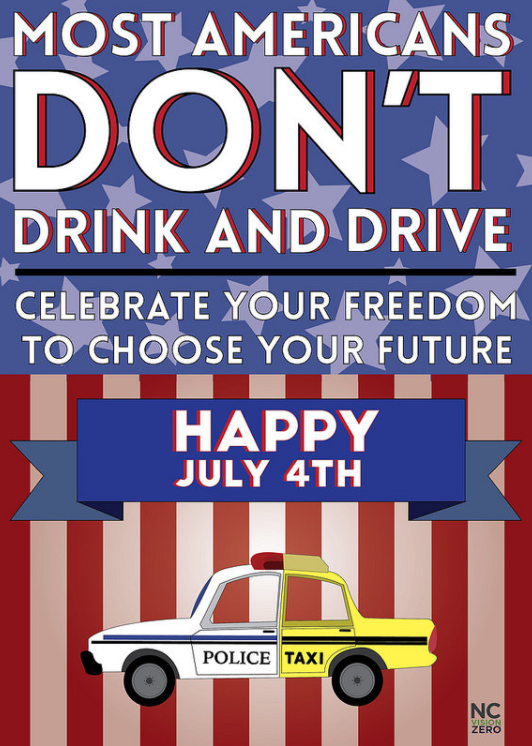 MOST AMERICANS
DON'T
DRINK AND DRIVE
CELEBRATE YOUR FREEDOM
TO CHOOSE YOUR FUTURE
HAPPY
JULY 4TH
POLICE TAXI
NC
VISION
ZERO